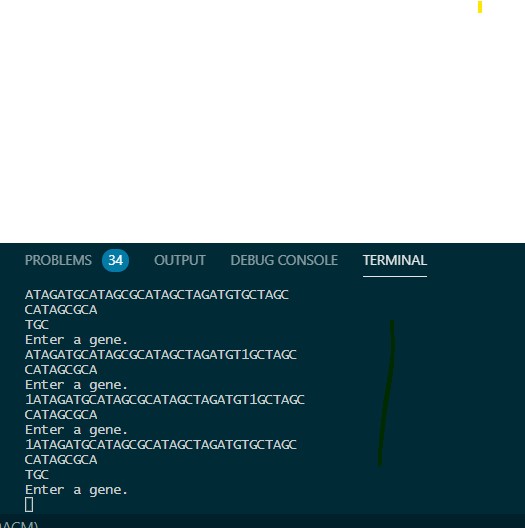 PROBLEMS 34 OUTPUT DEBUG CONSOLE TERMINAL
ATAGATGCATAGCGCATAGCTAGATGTGCTAGC
CATAGCGCA
TGC
Enter a gene.
ATAGATGCATAGCGCATAGCTAGATGT1GCTAGC
CATAGCGCA
Enter a gene.
1ATAGATGCATAGCGCATAGCTAGATGT1GCTAGC
CATAGCGCA
Enter a gene.
1ATAGATGCATAGCGCATAGCTAGATGTGCTAGC
CATAGCGCA
TGC
Enter a gene.